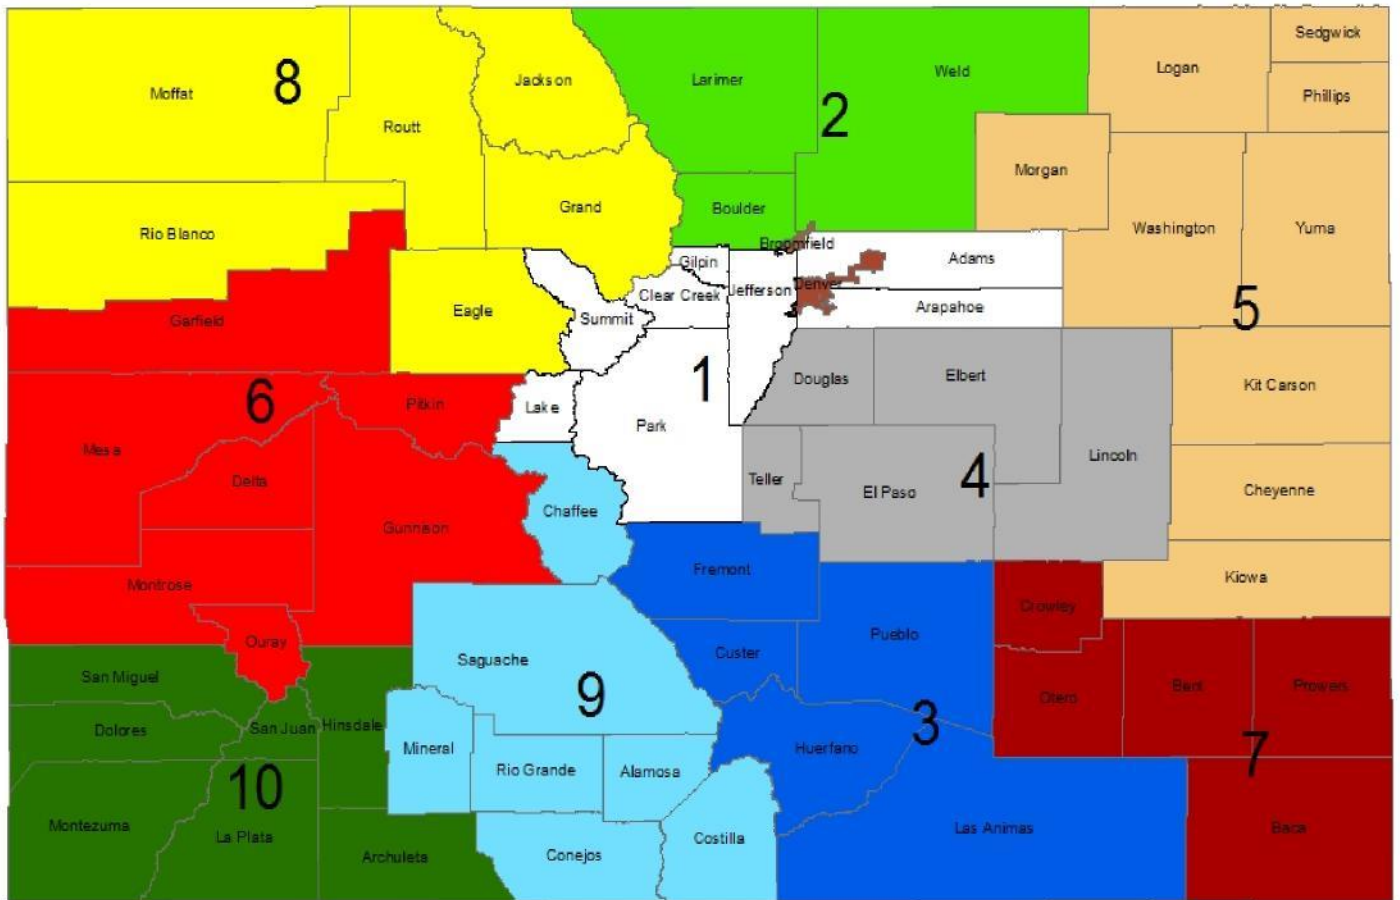 Sedgwick
Logan
Weld
Jackson
Larimer
8
Moffat
Phillips
2
Routt
Morgan
Grand
Boulder
Washington
Yuma
Rio Blanco
Broomfield
Adams
Gilpin
Denver
Jefferson
Clear Creek
Arapahoe
5
Eagle
Summit
Garfield
Elbert
Douglas
1
Kit Carson
6
Pitkin
Lake
Park
Mesa
Lincoln
Delta
Teller
El Paso
4
Cheyenne
Chaffee
Gunnison
Fremont
Kiowa
Montrose
Crowley
Ouray
Pueblo
Custer
Saguache
San Miguel
9
Otero
Bent
Prowers
Dolores
San Juan
Hinsdale
3
Mineral
Huerfano
7
Rio Grande
Alamosa
10
Montezuma
La Plata
Costilla
Las Animas
Baca
Archuleta
Conejos